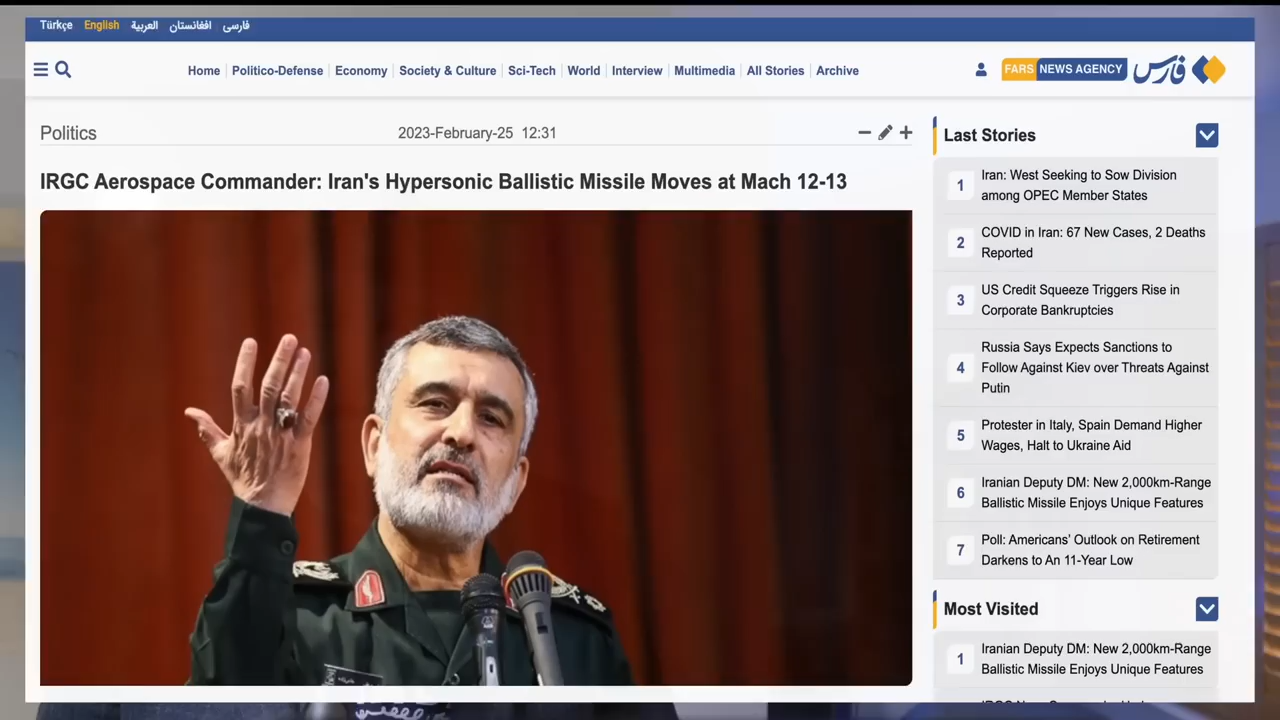 Türkçe English العربية افغانستان فارسی
Home Politico-Defense Economy Society & Culture Sci-Tech World Interview Multimedia All Stories Archive
FARS NEWS AGENCY فارس
Politics 2023-February-25 12:31
IRGC Aerospace Commander: Iran's Hypersonic Ballistic Missile Moves at Mach 12-13
Last Stories
1 Iran: West Seeking to Sow Division
among OPEC Member States
2 COVID in Iran: 67 New Cases, 2 Deaths
Reported
3 US Credit Squeeze Triggers Rise in
Corporate Bankruptcies
4 Russia Says Expects Sanctions to
Follow Against Kiev over Threats Against
Putin
5 Protester in Italy, Spain Demand Higher
Wages, Halt to Ukraine Aid
6 Iranian Deputy DM: New 2,000km-Range
Ballistic Missile Enjoys Unique Features
7 Poll: Americans' Outlook on Retirement
Darkens to An 11-Year Low
Most Visited
1 Iranian Deputy DM: New 2,000km-Range
Ballistic Missile Enjoys Unique Features